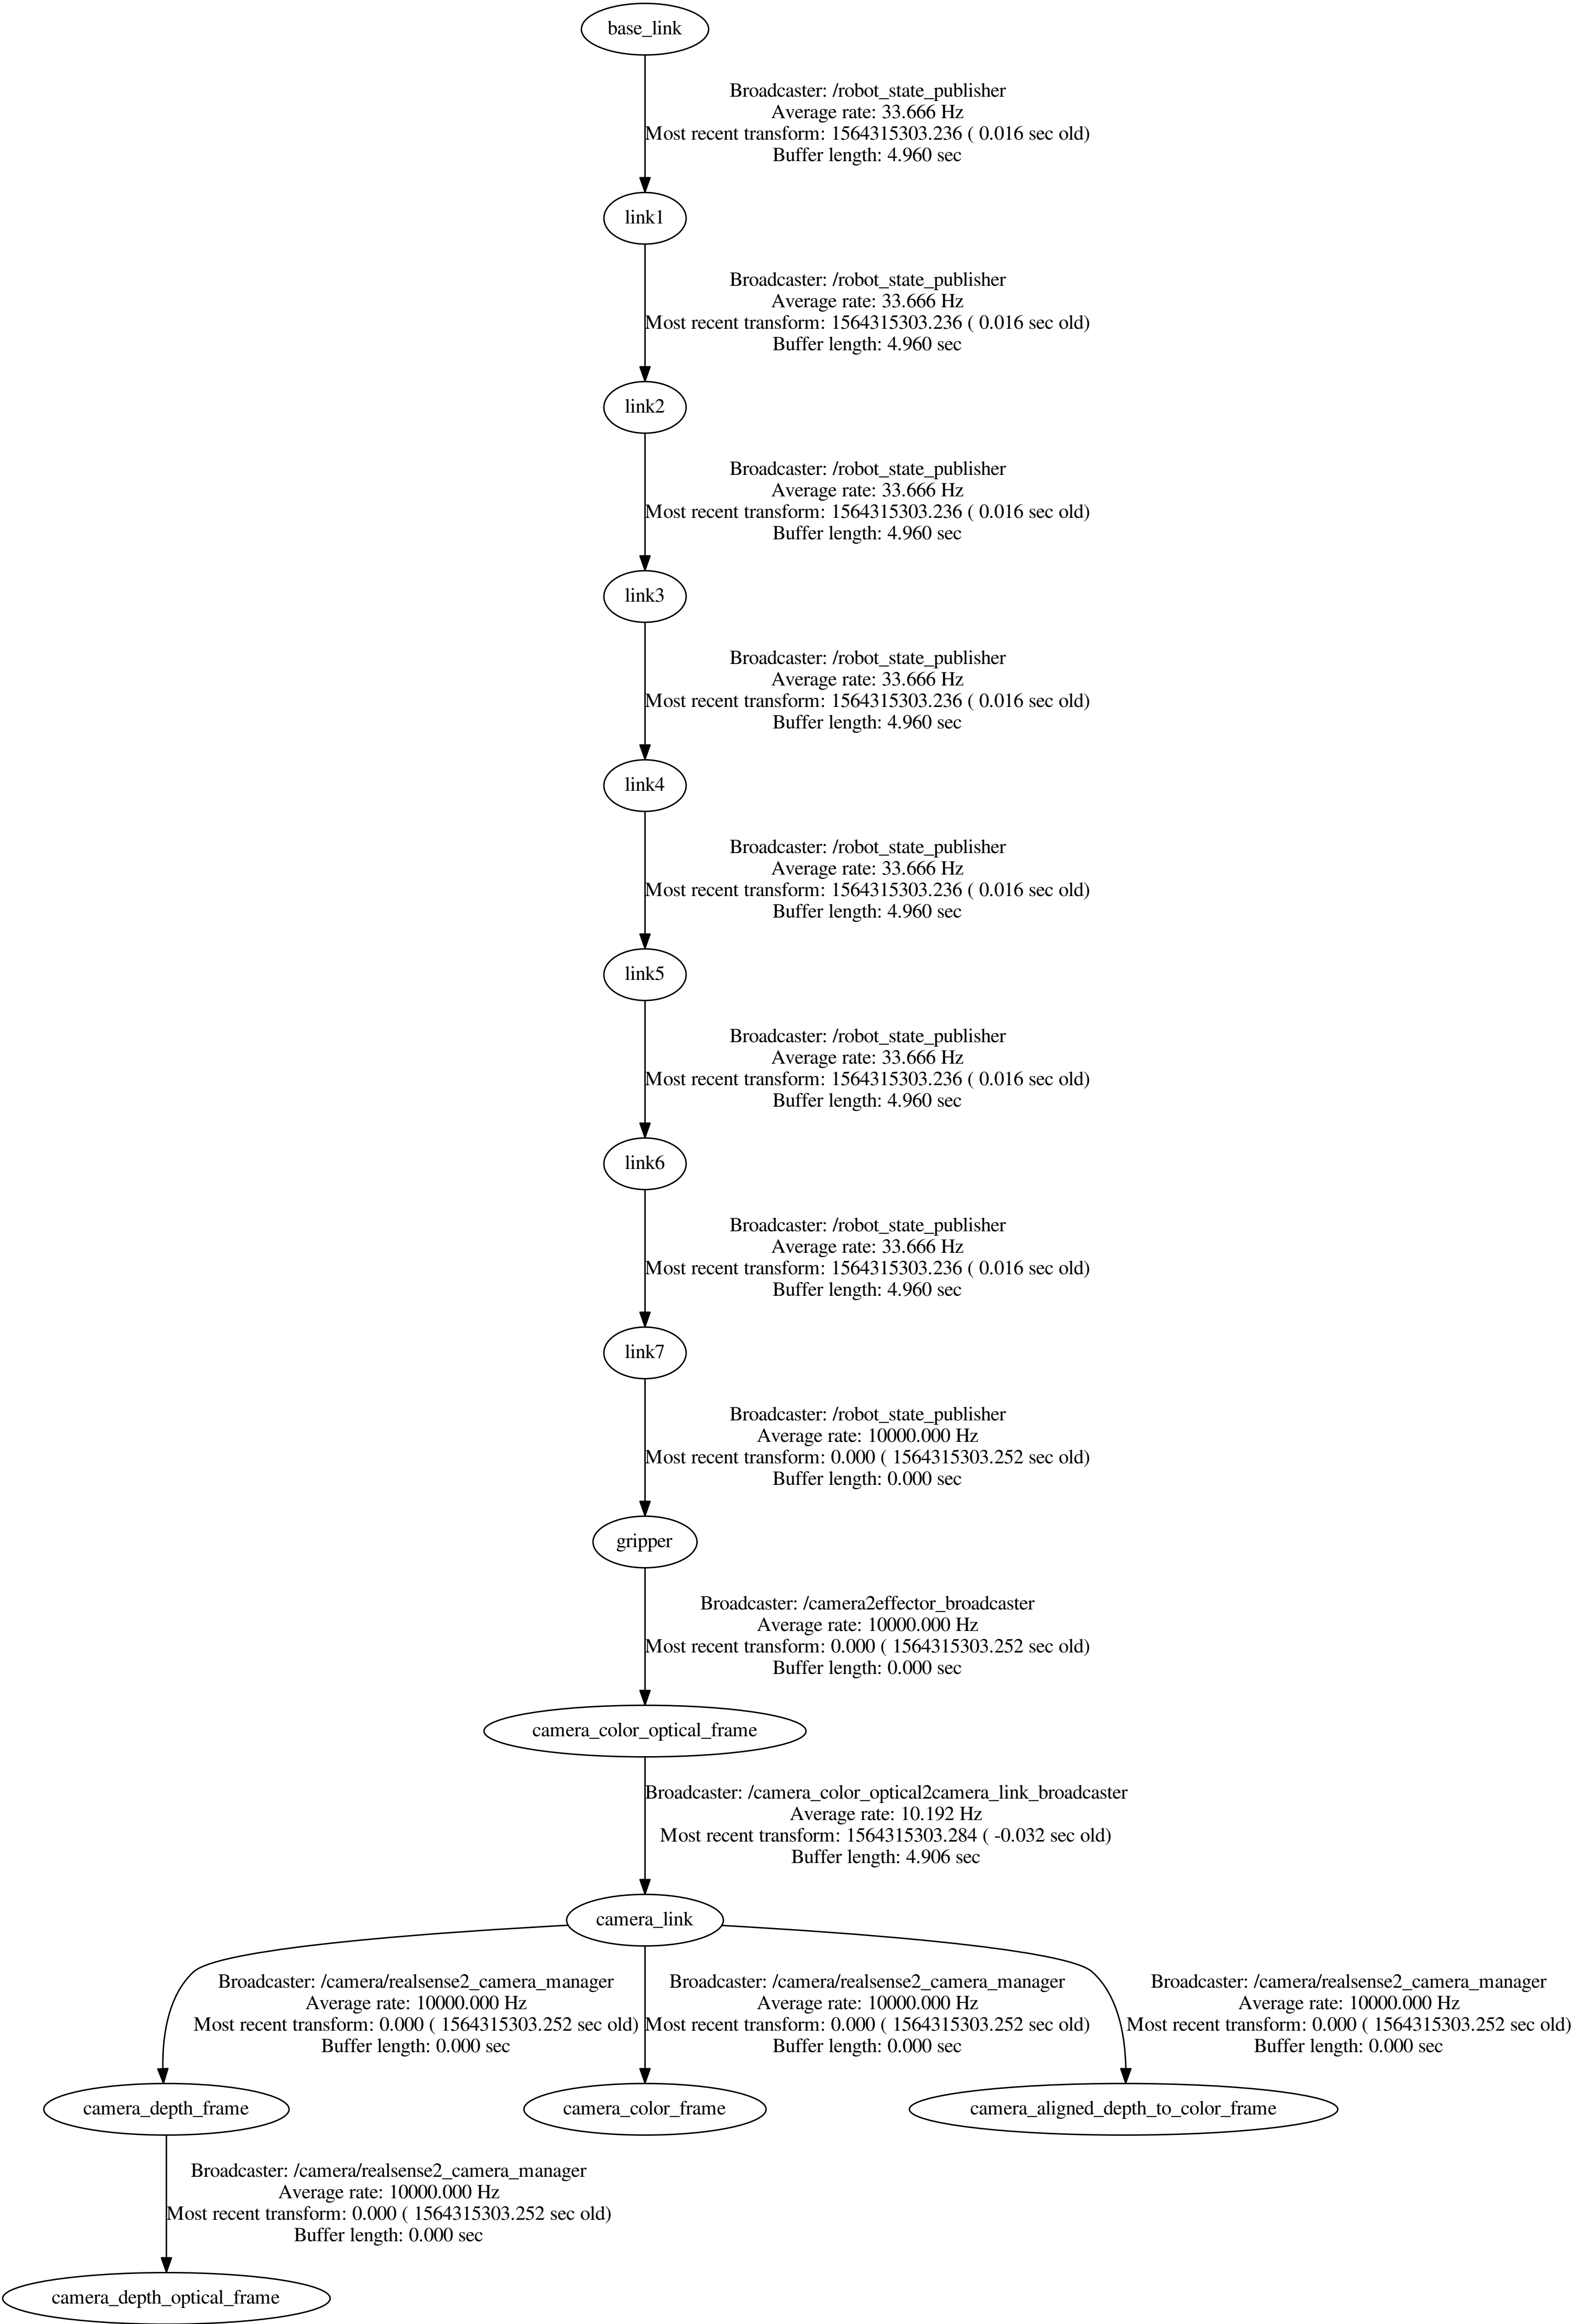 base_link
Broadcaster: /robot_state_publisher
Average rate: 33.666 Hz
Most recent transform: 1564315303.236 ( 0.016 sec old)
Buffer length: 4.960 sec
link1
Broadcaster: /robot_state_publisher
Average rate: 33.666 Hz
Most recent transform: 1564315303.236 ( 0.016 sec old)
Buffer length: 4.960 sec
link2
Broadcaster: /robot_state_publisher
Average rate: 33.666 Hz
Most recent transform: 1564315303.236 ( 0.016 sec old)
Buffer length: 4.960 sec
link3
Broadcaster: /robot_state_publisher
Average rate: 33.666 Hz
Most recent transform: 1564315303.236 ( 0.016 sec old)
Buffer length: 4.960 sec
link4
Broadcaster: /robot_state_publisher
Average rate: 33.666 Hz
Most recent transform: 1564315303.236 ( 0.016 sec old)
Buffer length: 4.960 sec
link5
Broadcaster: /robot_state_publisher
Average rate: 33.666 Hz
Most recent transform: 1564315303.236 ( 0.016 sec old)
Buffer length: 4.960 sec
link6
Broadcaster: /robot_state_publisher
Average rate: 33.666 Hz
Most recent transform: 1564315303.236 ( 0.016 sec old)
Buffer length: 4.960 sec
link7
Broadcaster: /robot_state_publisher
Average rate: 10000.000 Hz
Most recent transform: 0.000 ( 1564315303.252 sec old)
Buffer length: 0.000 sec
gripper
Broadcaster: /camera2effector_broadcaster
Average rate: 10000.000 Hz
Most recent transform: 0.000 ( 1564315303.252 sec old)
Buffer length: 0.000 sec
camera_color_optical_frame
Broadcaster: /camera_color_optical2camera_link_broadcaster
Average rate: 10.192 Hz
Most recent transform: 1564315303.284 ( -0.032 sec old)
Buffer length: 4.906 sec
camera_link
Broadcaster: /camera/realsense2_camera_manager
Average rate: 10000.000 Hz
Most recent transform: 0.000 ( 1564315303.252 sec old)
Buffer length: 0.000 sec
Broadcaster: /camera/realsense2_camera_manager
Average rate: 10000.000 Hz
Most recent transform: 0.000 ( 1564315303.252 sec old)
Buffer length: 0.000 sec
Broadcaster: /camera/realsense2_camera_manager
Average rate: 10000.000 Hz
Most recent transform: 0.000 ( 1564315303.252 sec old)
Buffer length: 0.000 sec
camera_depth_frame
camera_color_frame
camera_aligned_depth_to_color_frame
Broadcaster: /camera/realsense2_camera_manager
Average rate: 10000.000 Hz
Most recent transform: 0.000 ( 1564315303.252 sec old)
Buffer length: 0.000 sec
camera_depth_optical_frame